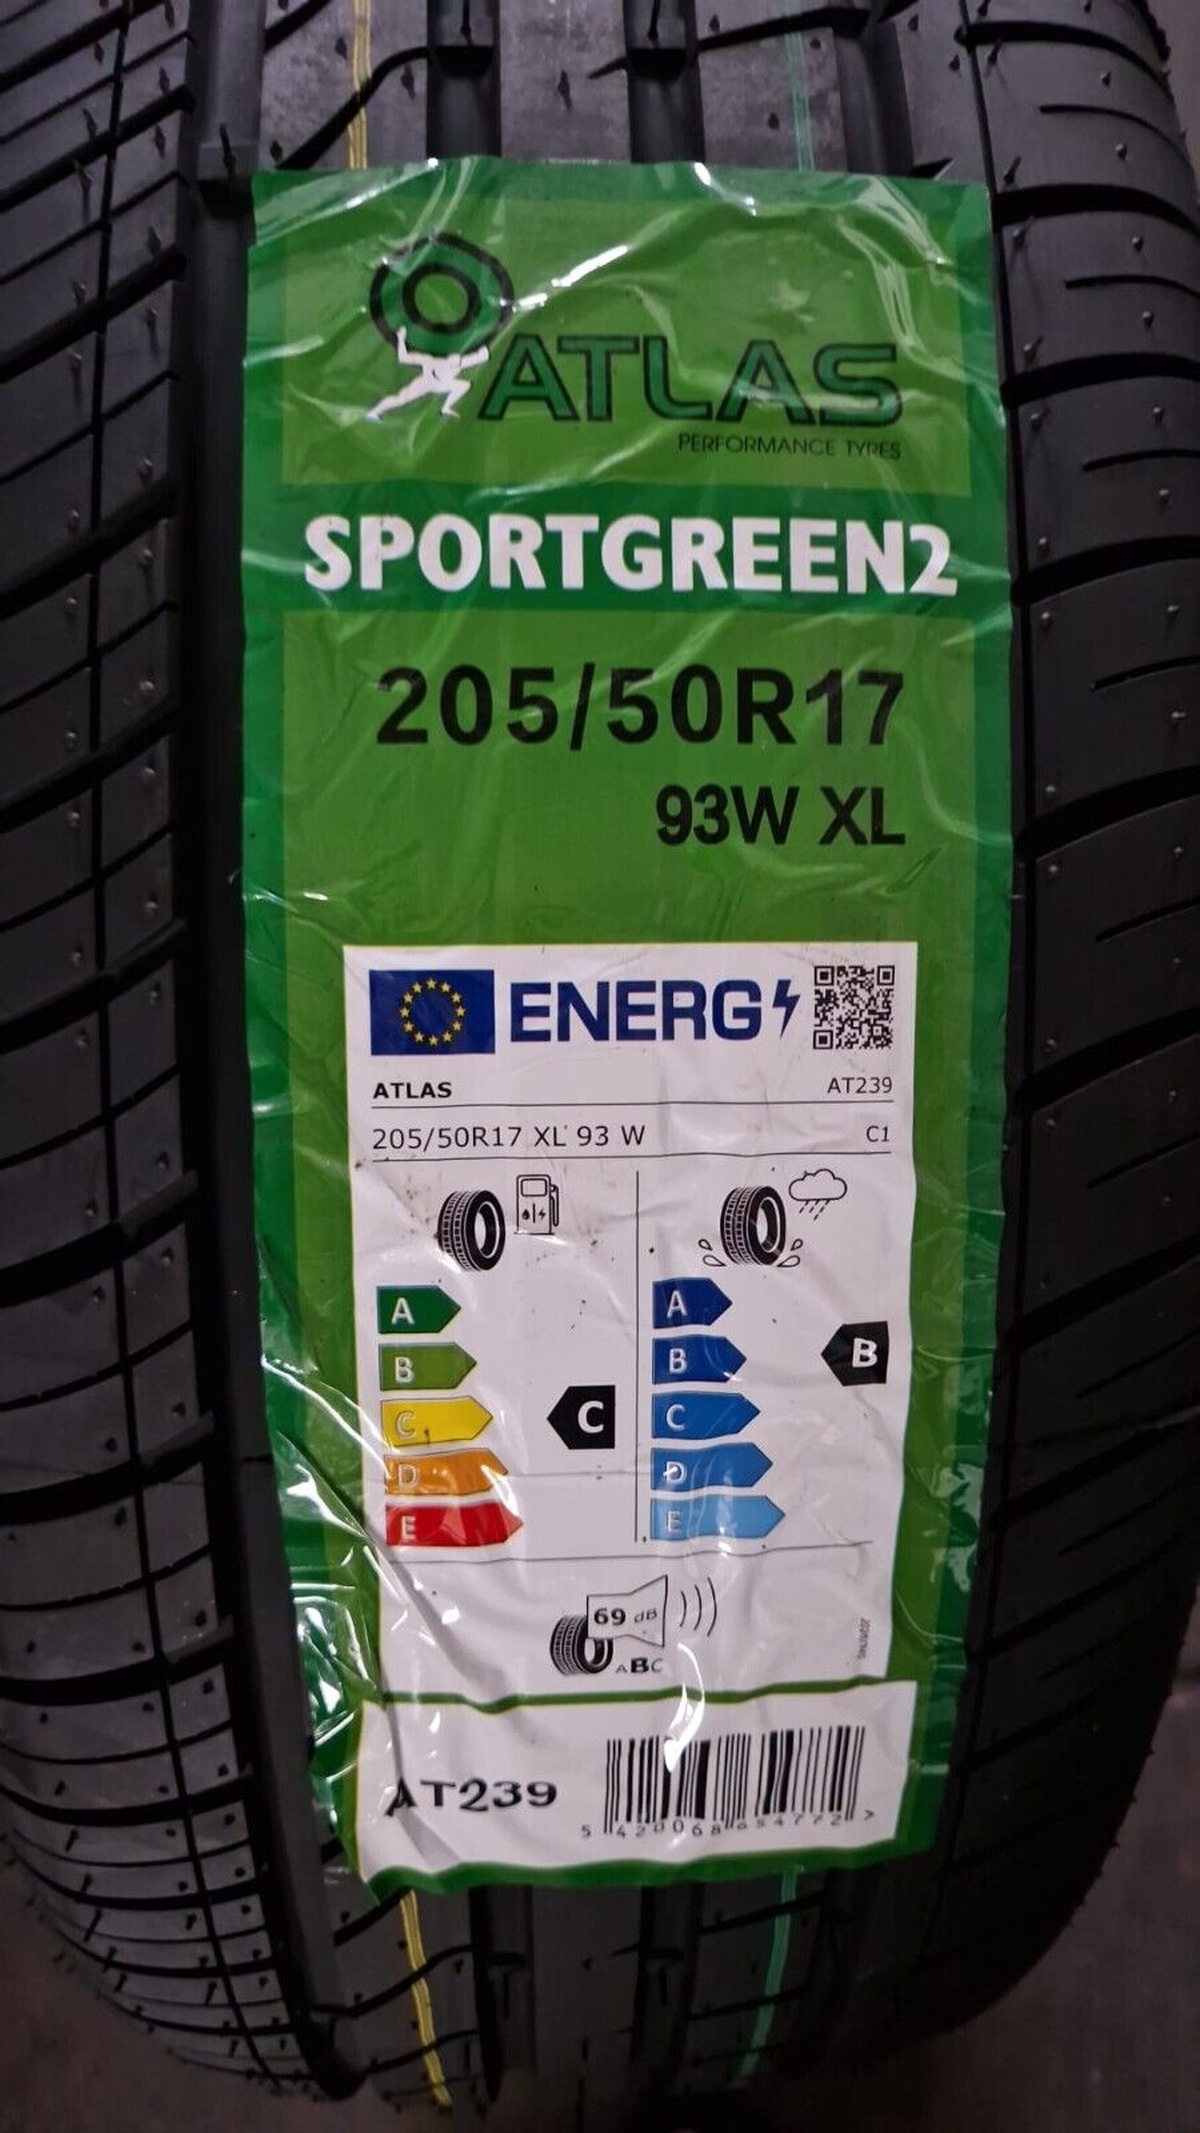 ATLAS
PERFORMANCE TYRES
SPORTGREEN2
205/50R17
93W XL
ENERG
ATLAS AT239
205/50R17 XL 93 W C1
A A
B B B
C C C
D D
E E
69 dB
ABC
AT239
5 420068 654772 >